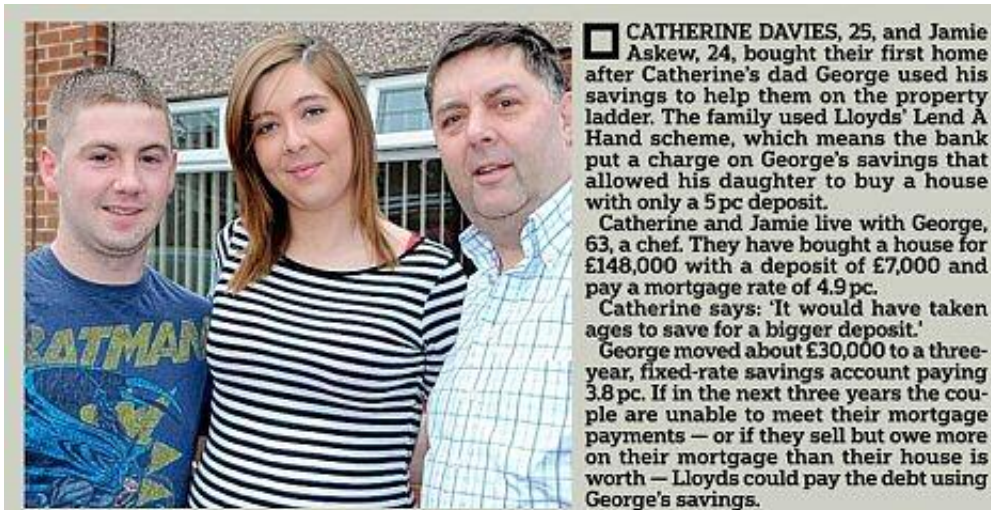 CATHERINE DAVIES, 25, and Jamie
Askew, 24, bought their first home
after Catherine's dad George used his
savings to help them on the property
ladder. The family used Lloyds' Lend A
Hand scheme, which means the bank
put a charge on George's savings that
allowed his daughter to buy a house
with only a 5pc deposit.
Catherine and Jamie live with George,
63, a chef. They have bought a house for
£148,000 with a deposit of £7,000 and
pay a mortgage rate of 4.9pc.
Catherine says: 'It would have taken
ages to save for a bigger deposit.'
George moved about £30,000 to a three-
year, fixed-rate savings account paying
3.8pc. If in the next three years the cou-
ple are unable to meet their mortgage
payments — or if they sell but owe more
on their mortgage than their house is
worth — Lloyds could pay the debt using
George's savings.
BATMAN